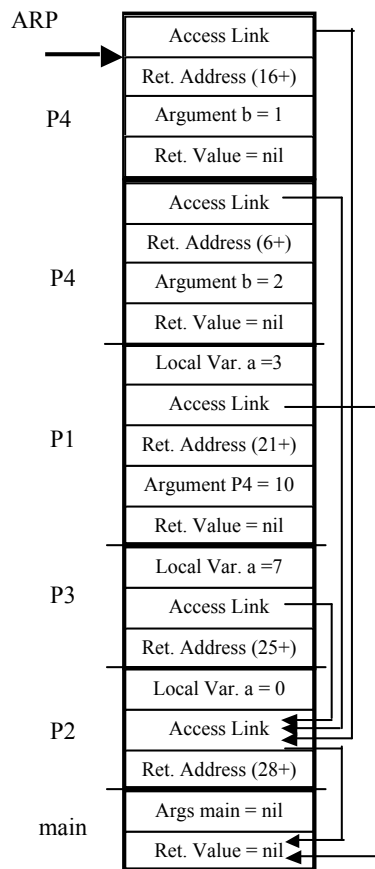 ARP
Access Link
Ret. Address (16+)
P4
Argument b = 1
Ret. Value = nil
Access Link
Ret. Address (6+)
P4
Argument b = 2
Ret. Value = nil
Local Var. a =3
Access Link
P1
Ret. Address (21+)
Argument P4 = 10
Ret. Value = nil
Local Var. a =7
P3
Access Link
Ret. Address (25+)
Local Var. a = 0
P2
Access Link
Ret. Address (28+)
Args main = nil
main
Ret. Value = nil